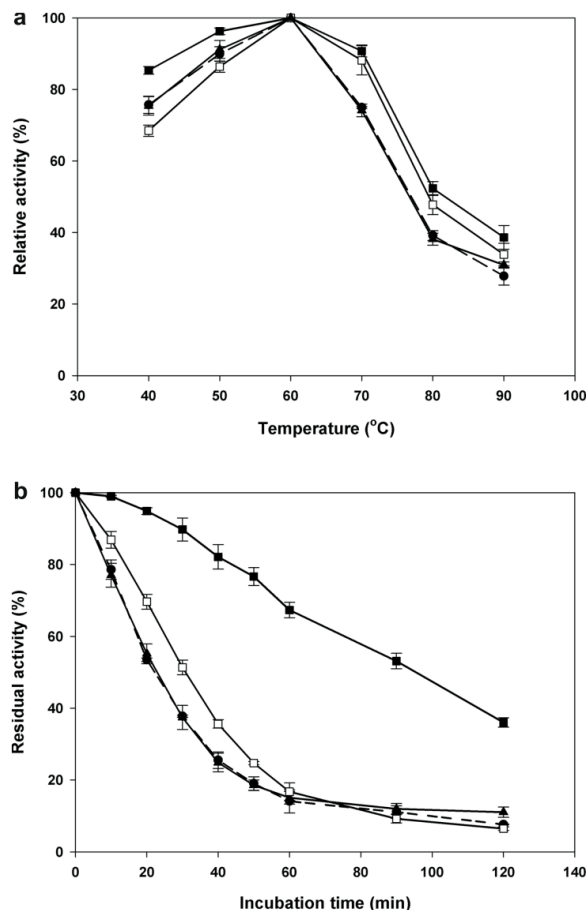 a
100
80
60
40
20
0
Relative activity (%)
30 40 50 60 70 80 90 100
Temperature (°C)
b
100
80
60
40
20
0
Residual activity (%)
0 20 40 60 80 100 120 140
Incubation time (min)